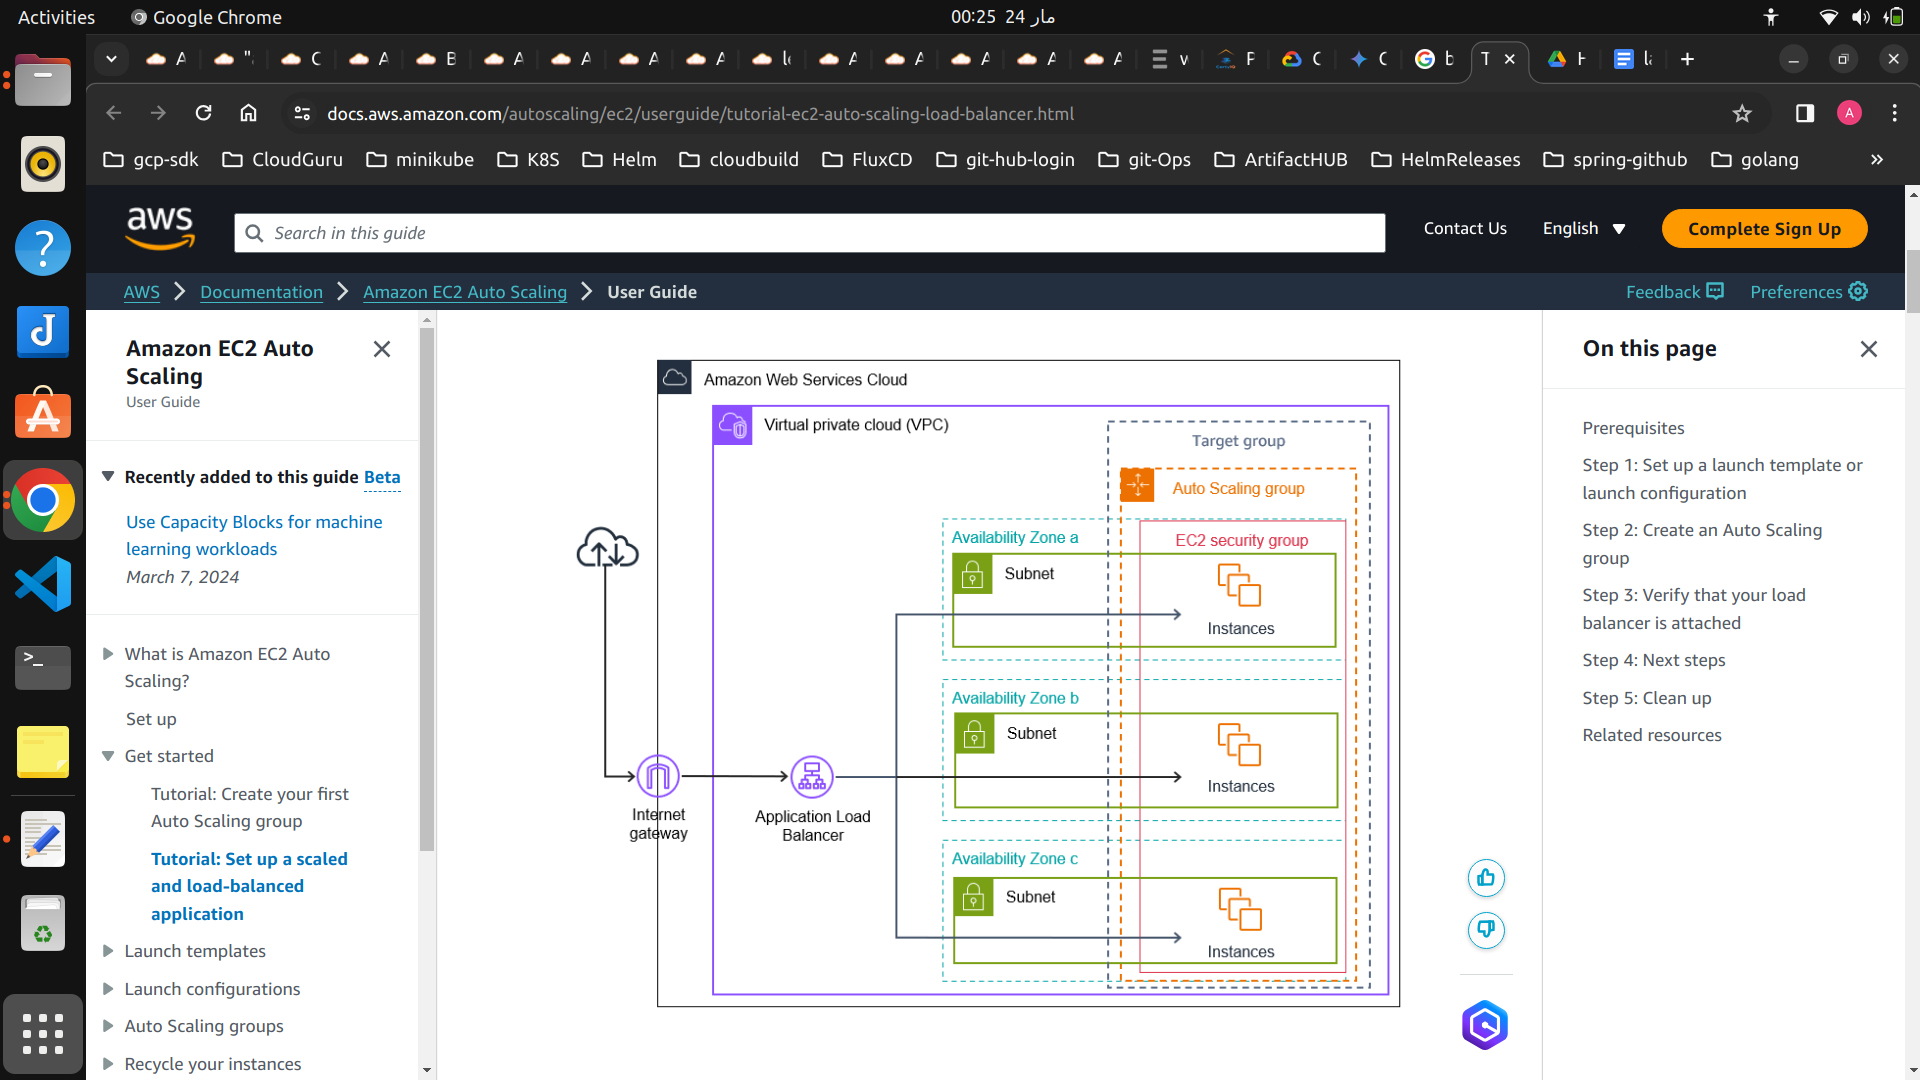 Activities
Google Chrome
00:25 24 مار
A
"
C
A
B
A
A
A
A
le
A
A
A
A
A
v
P
C
C
b
T
H
la
docs.aws.amazon.com/autoscaling/ec2/userguide/tutorial-ec2-auto-scaling-load-balancer.html
A
gcp-sdk
CloudGuru
minikube
K8S
Helm
cloudbuild
FluxCD
git-hub-login
git-Ops
ArtifactHUB
HelmReleases
spring-github
golang
»
aws
Search in this guide
Contact Us
English
Complete Sign Up
AWS
Documentation
Amazon EC2 Auto Scaling
User Guide
Feedback
Preferences
Amazon EC2 Auto
Scaling
User Guide
Recently added to this guide Beta
Use Capacity Blocks for machine
learning workloads
March 7, 2024
What is Amazon EC2 Auto
Scaling?
Set up
Get started
Tutorial: Create your first
Auto Scaling group
Tutorial: Set up a scaled
and load-balanced
application
Launch templates
Launch configurations
Auto Scaling groups
Recycle your instances
Amazon Web Services Cloud
Virtual private cloud (VPC)
Target group
Auto Scaling group
Availability Zone a
EC2 security group
Subnet
Instances
Availability Zone b
Subnet
Instances
Internet
gateway
Application Load
Balancer
Availability Zone c
Subnet
Instances
On this page
Prerequisites
Step 1: Set up a launch template or
launch configuration
Step 2: Create an Auto Scaling
group
Step 3: Verify that your load
balancer is attached
Step 4: Next steps
Step 5: Clean up
Related resources